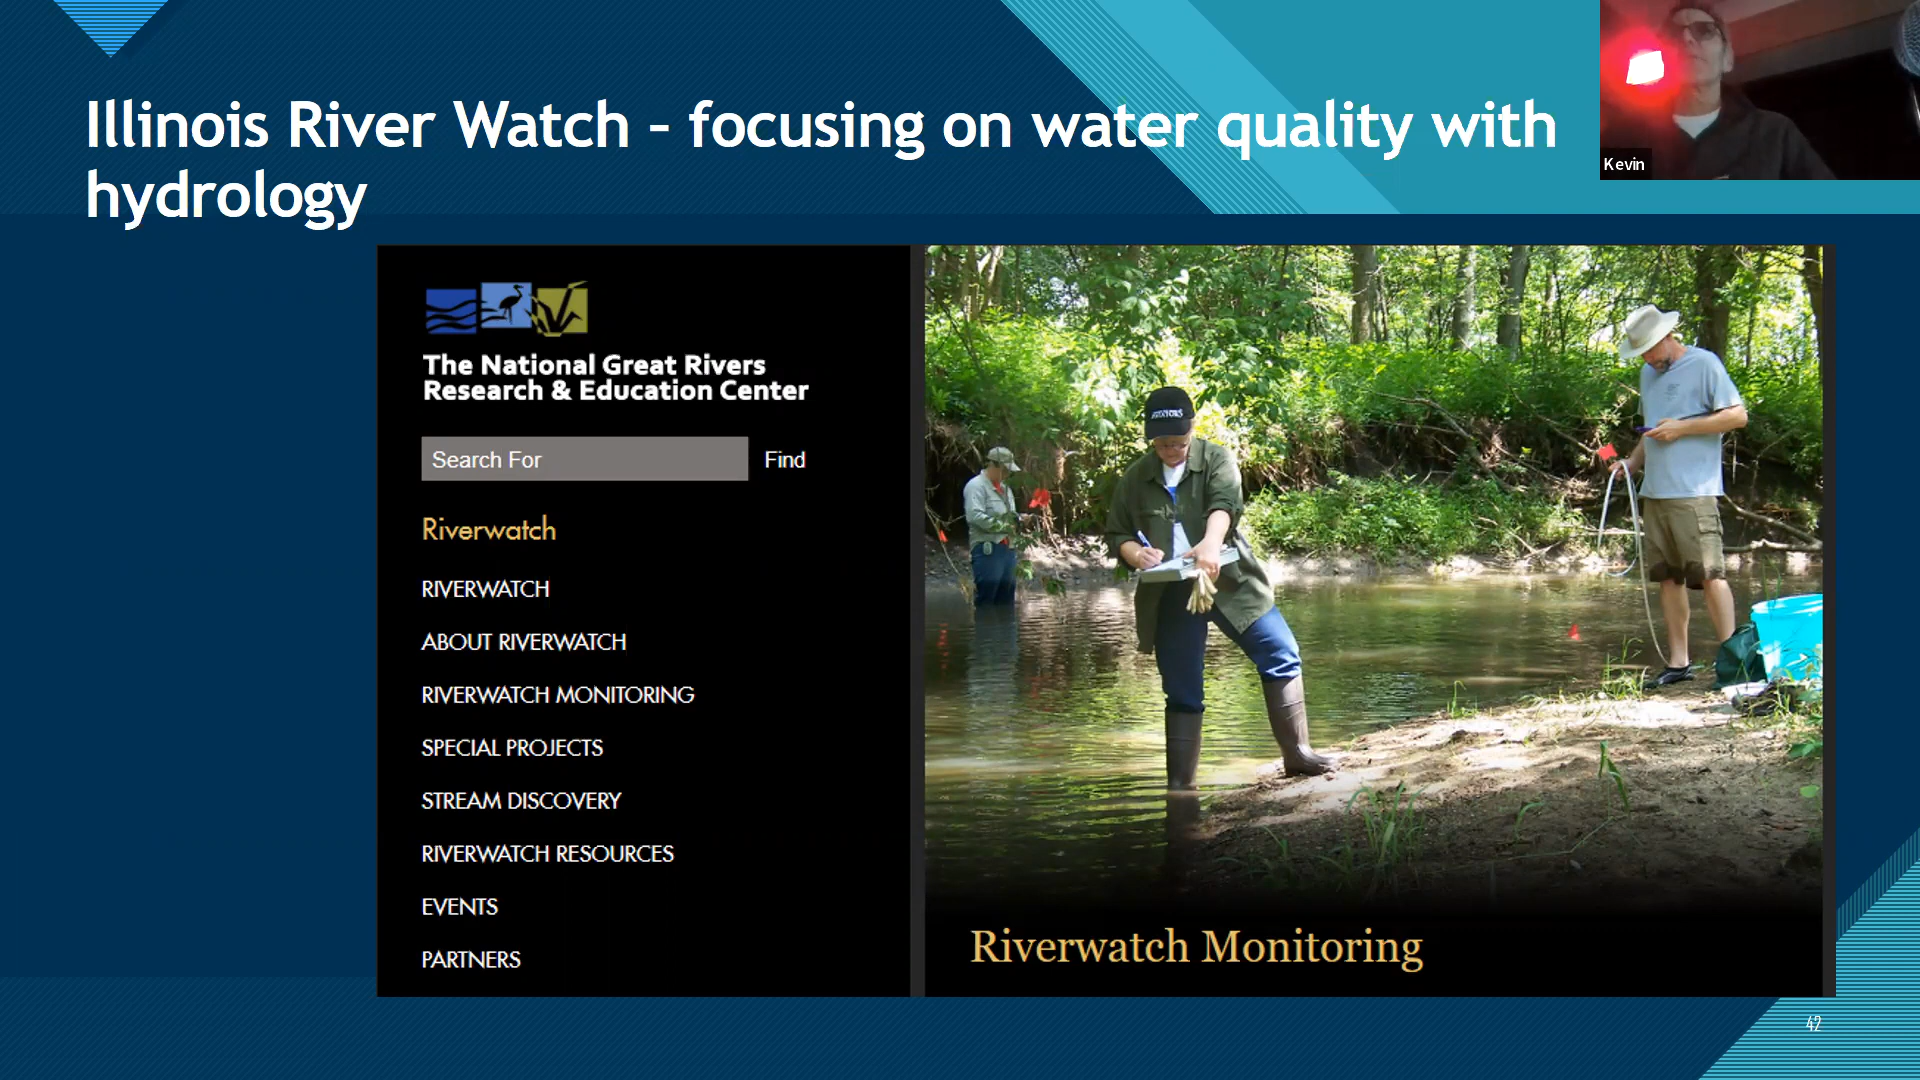 Illinois River Watch – focusing on water quality with
hydrology
Kevin
The National Great Rivers
Research & Education Center
Search For
Find
Riverwatch
RIVERWATCH
ABOUT RIVERWATCH
RIVERWATCH MONITORING
SPECIAL PROJECTS
STREAM DISCOVERY
RIVERWATCH RESOURCES
EVENTS
PARTNERS
Riverwatch Monitoring
42